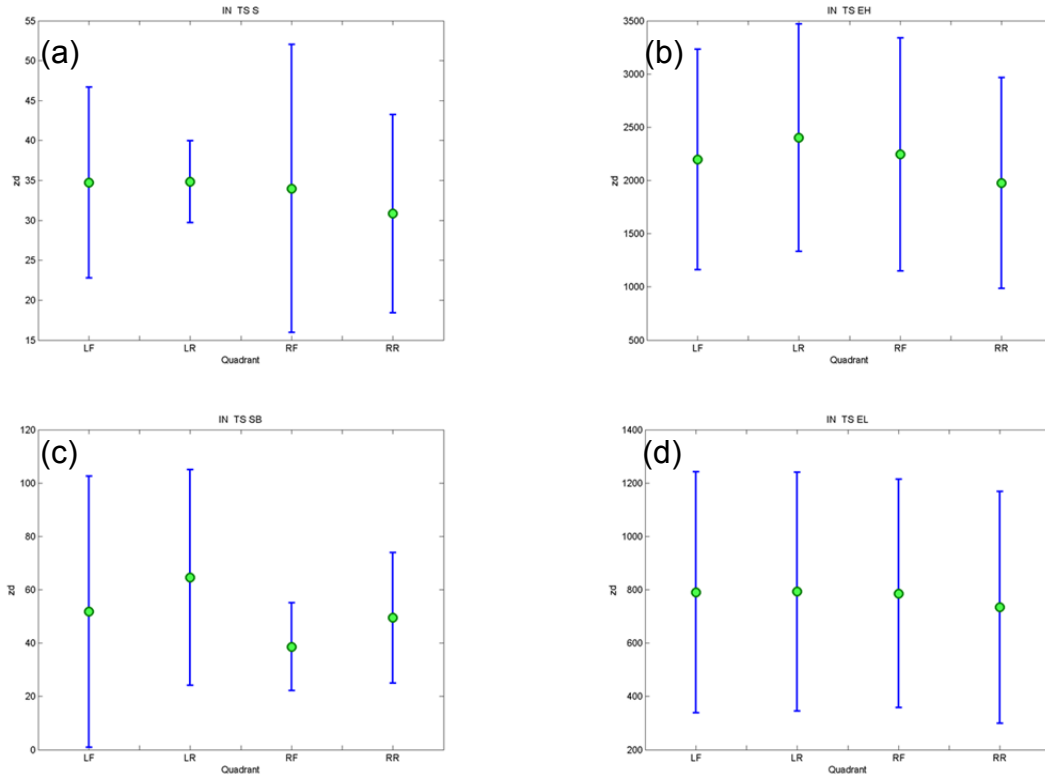 IN TS S
(a)
55
50
45
40
35
30
25
20
15
zd
LF LR RF RR
Quadrant
IN TS EH
(b)
3500
3000
2500
2000
1500
1000
500
zd
LF LR RF RR
Quadrant
IN TS SB
(c)
120
100
80
60
40
20
0
zd
LF LR RF RR
Quadrant
IN TS EL
(d)
1400
1200
1000
800
600
400
200
zd
LF LR RF RR
Quadrant